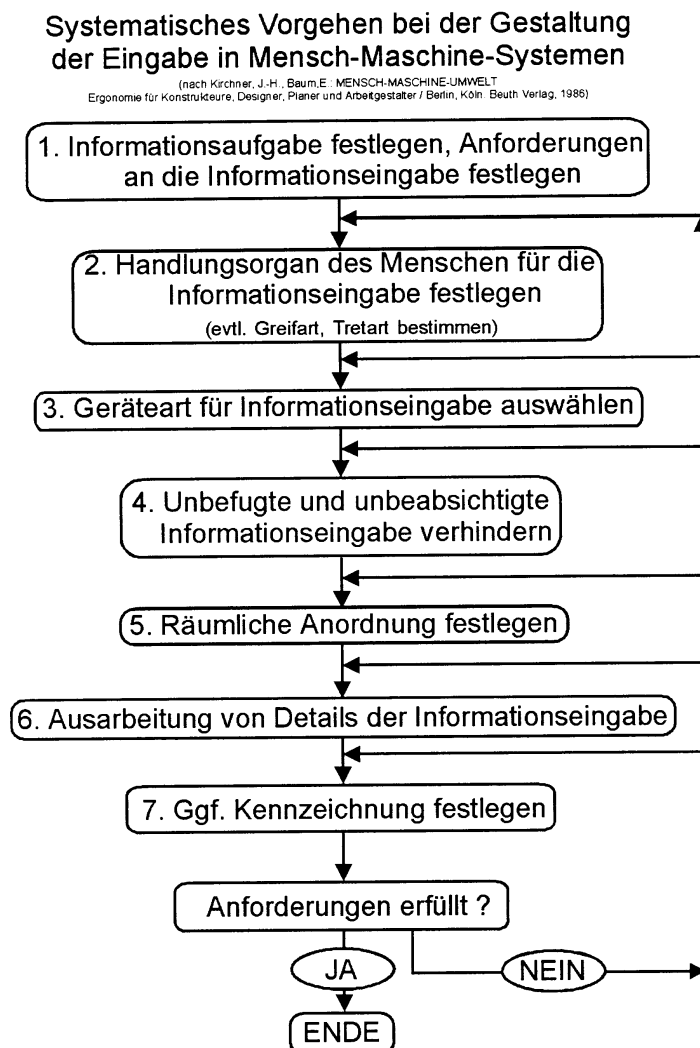 Systematisches Vorgehen bei der Gestaltung
der Eingabe in Mensch-Maschine-Systemen
(nach Kirchner, J.-H., Baum,E.: MENSCH-MASCHINE-UMWELT
Ergonomie für Konstrukteure, Designer, Planer und Arbeitgestalter / Berlin, Köln: Beuth Verlag, 1986)
1. Informationsaufgabe festlegen, Anforderungen
an die Informationseingabe festlegen
2. Handlungsorgan des Menschen für die
Informationseingabe festlegen
(evtl. Greifart, Tretart bestimmen)
3. Geräteart für Informationseingabe auswählen
4. Unbefugte und unbeabsichtigte
Informationseingabe verhindern
5. Räumliche Anordnung festlegen
6. Ausarbeitung von Details der Informationseingabe
7. Ggf. Kennzeichnung festlegen
Anforderungen erfüllt ?
JA
NEIN
ENDE